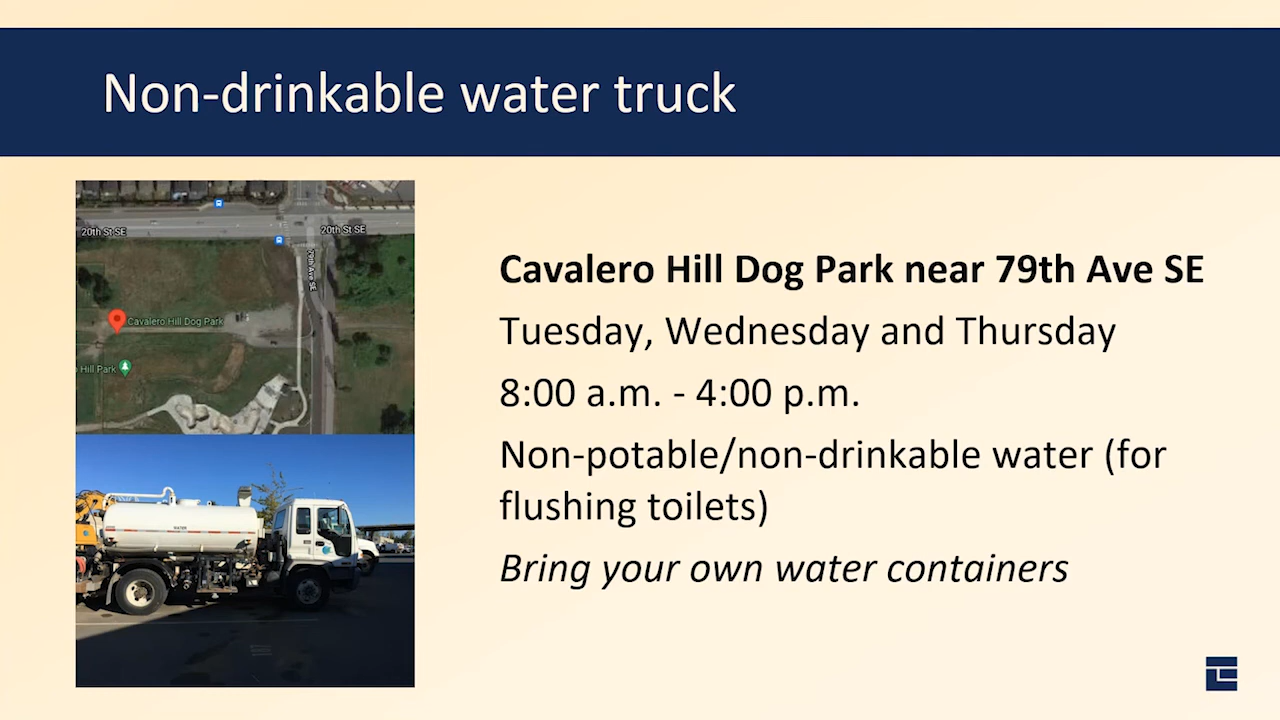 Non-drinkable water truck
20th St SE
20th St SE
79th Ave SE
Cavalero Hill Dog Park
Hill Park
WATER
Cavalero Hill Dog Park near 79th Ave SE
Tuesday, Wednesday and Thursday
8:00 a.m. - 4:00 p.m.
Non-potable/non-drinkable water (for
flushing toilets)
Bring your own water containers